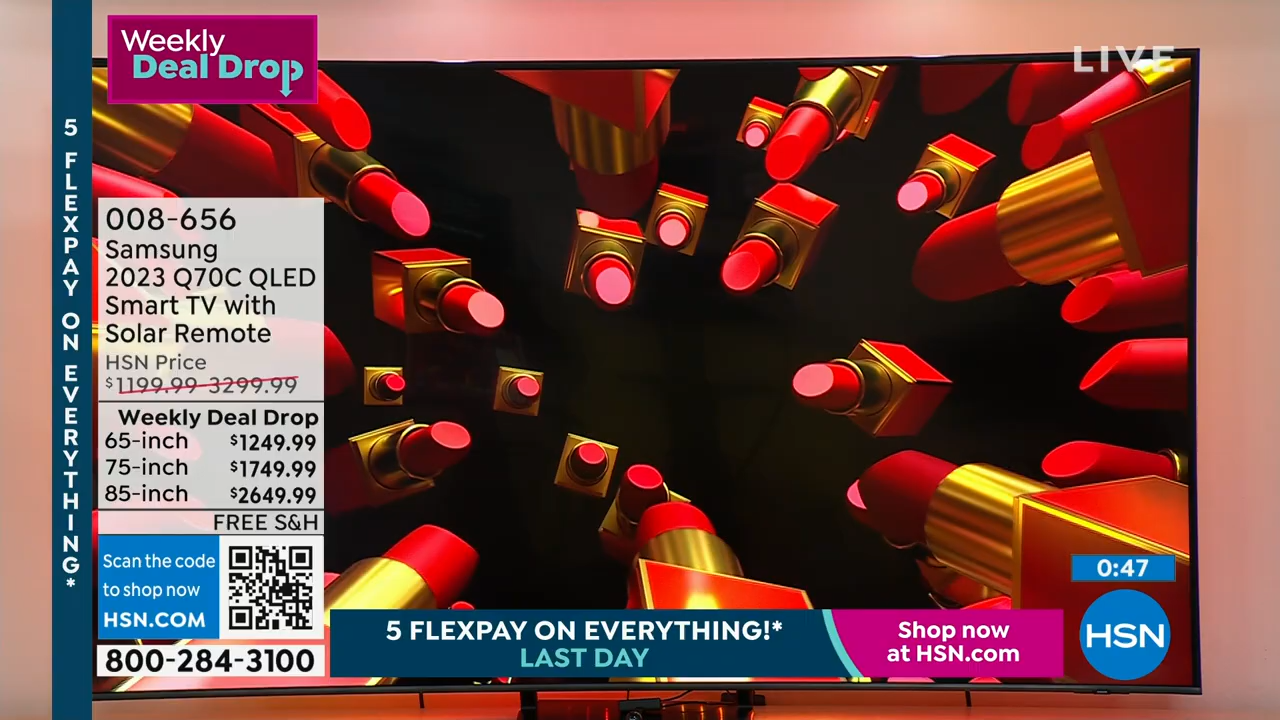 Weekly
Deal Drop
LIVE
5 FLEXPAY ON EVERYTHING*
008-656
Samsung
2023 Q70C QLED
Smart TV with
Solar Remote
HSN Price
$1199.99-3299.99
Weekly Deal Drop
65-inch $1249.99
75-inch $1749.99
85-inch $2649.99
FREE S&H
Scan the code
to shop now
HSN.COM
800-284-3100
5 FLEXPAY ON EVERYTHING!*
LAST DAY
Shop now
at HSN.com
0:47
HSN